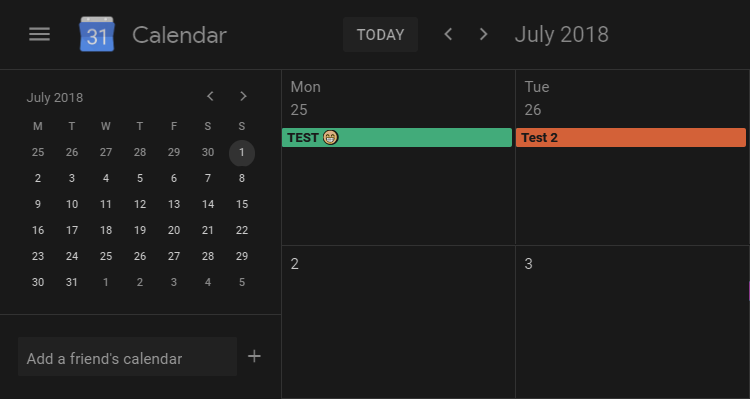 31 Calendar TODAY July 2018
July 2018
M T W T F S S
25 26 27 28 29 30 1
2 3 4 5 6 7 8
9 10 11 12 13 14 15
16 17 18 19 20 21 22
23 24 25 26 27 28 29
30 31 1 2 3 4 5
Add a friend's calendar
Mon Tue
25 26
TEST 😁 Test 2
2 3